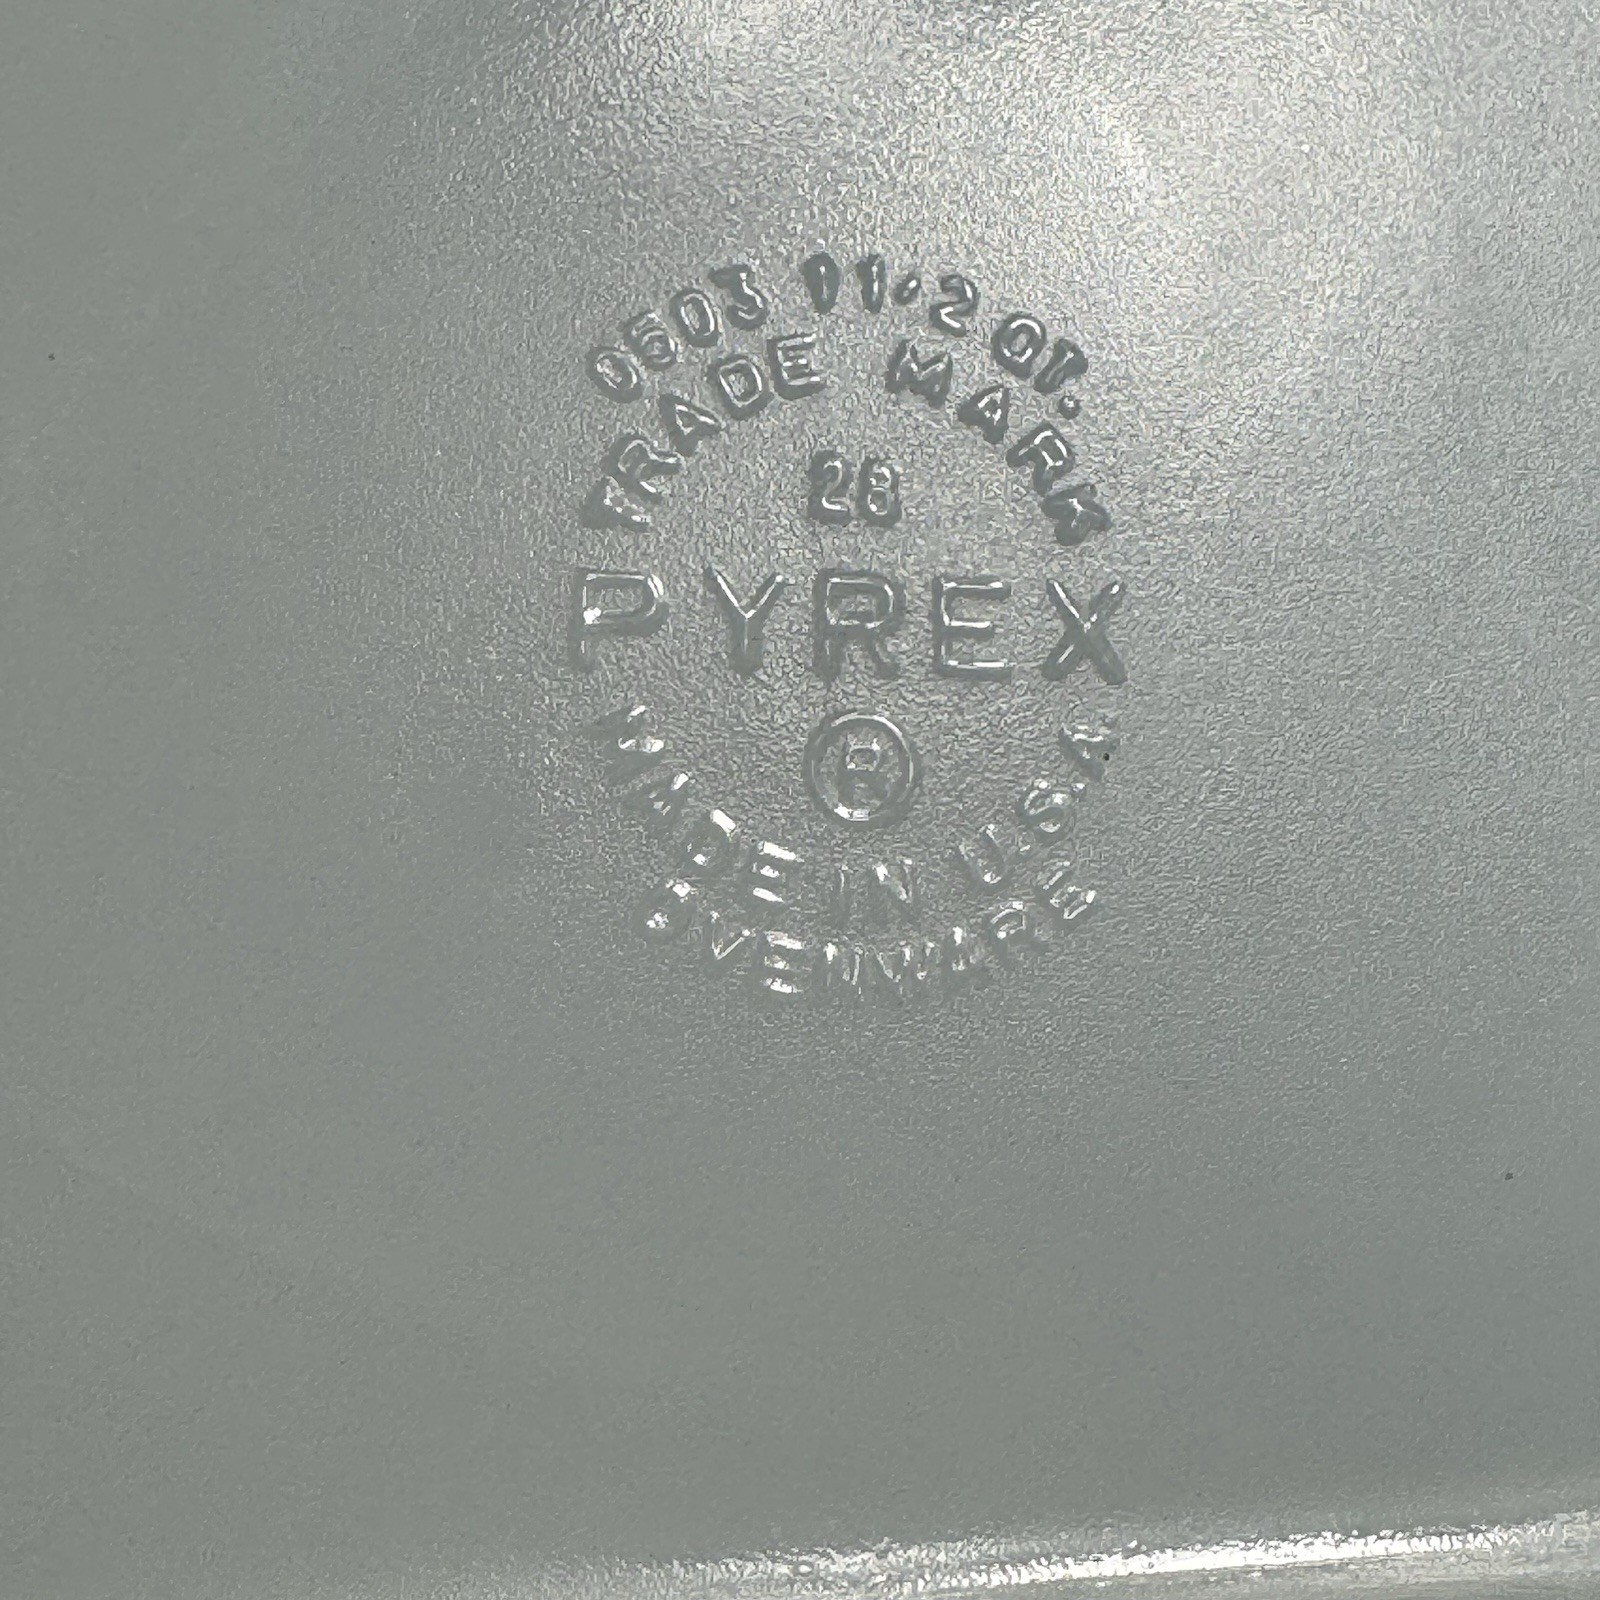 0503 11·2 QT.
TRADE MARK
28
PYREX
®
MADE IN U.S.A
OVENWARE